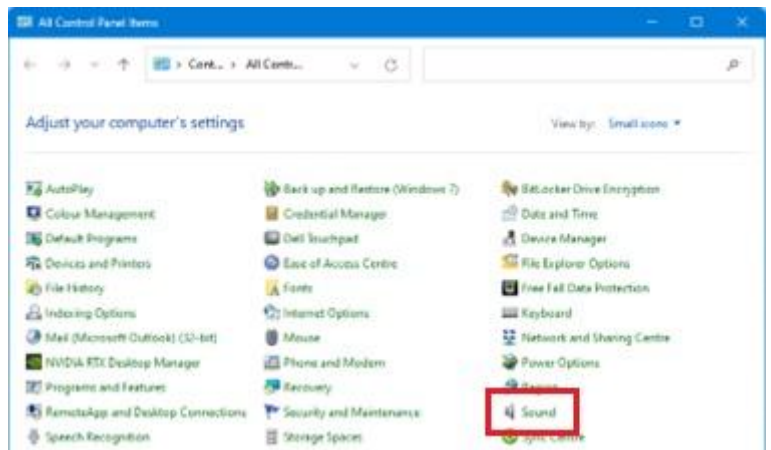 All Control Panel Items
Cont... › All Contr...
Adjust your computer's settings
View by: Small icons
AutoPlay
Back up and Restore (Windows 7)
BitLocker Drive Encryption
Colour Management
Credential Manager
Date and Time
Default Programs
Dell Touchpad
Device Manager
Devices and Printers
Ease of Access Centre
File Explorer Options
File History
Fonts
Free Fall Data Protection
Indexing Options
Internet Options
Keyboard
Mail (Microsoft Outlook) (32-bit)
Mouse
Network and Sharing Centre
NVIDIA RTX Desktop Manager
Phone and Modem
Power Options
Programs and Features
Recovery
Region
RemoteApp and Desktop Connections
Security and Maintenance
Sound
Speech Recognition
Storage Spaces
Sync Centre